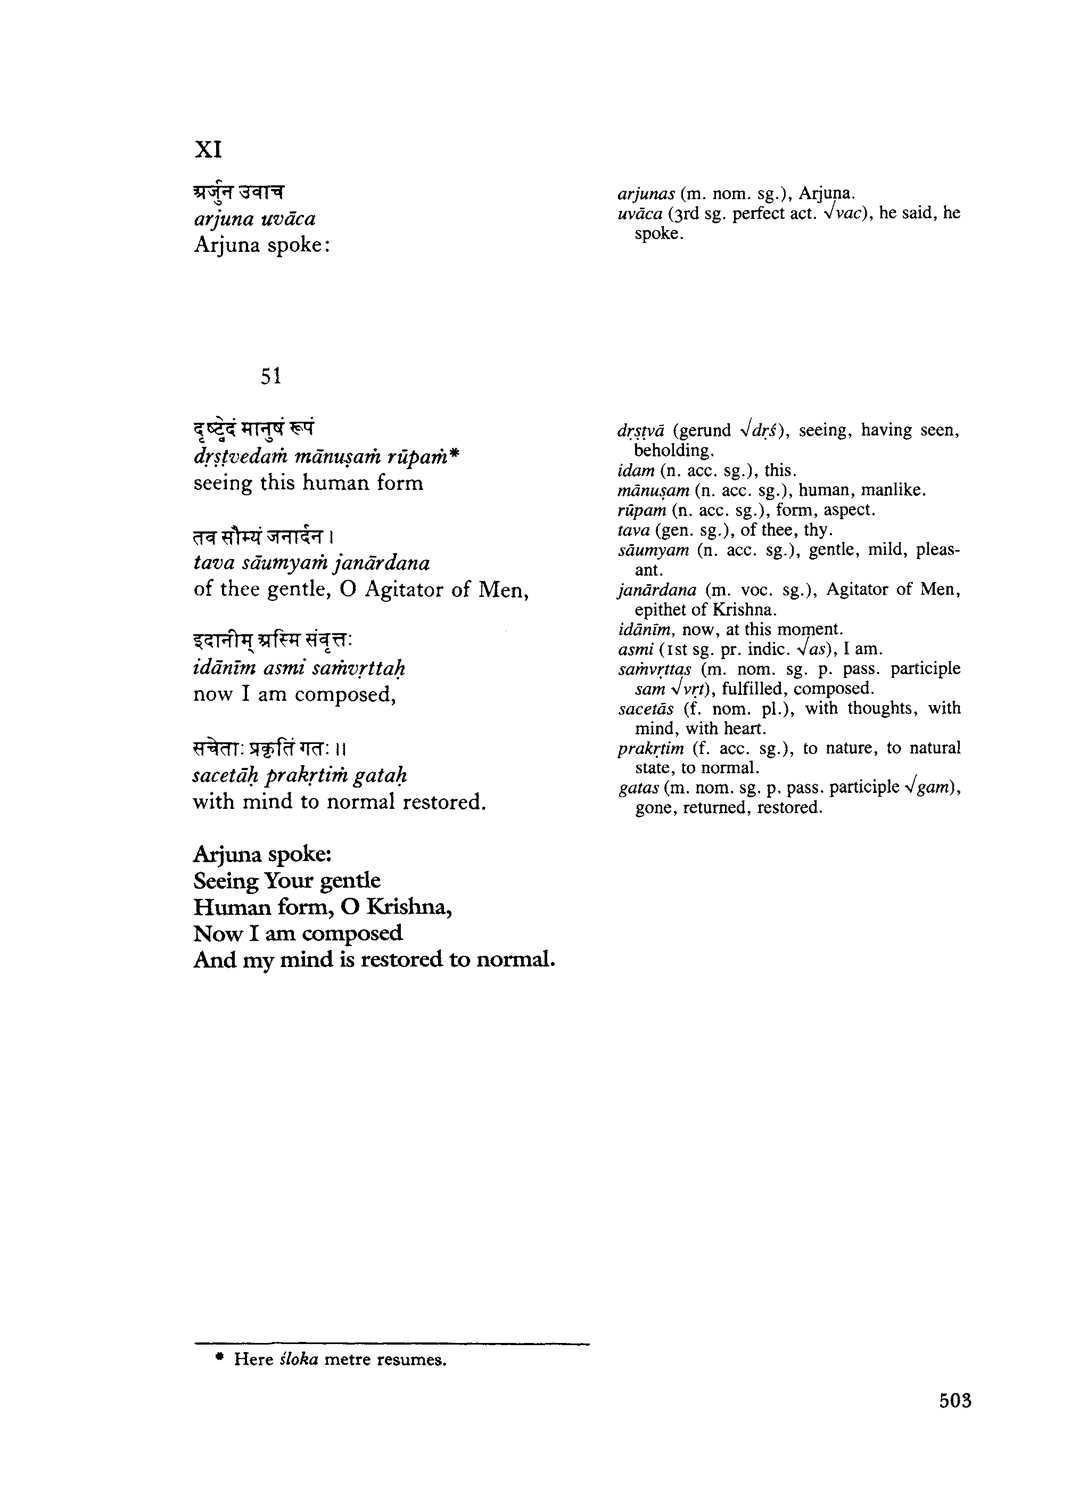 XI
अर्जुन उवाच
arjuna uvāca
Arjuna spoke:
arjunas (m. nom. sg.), Arjuna.
uvāca (3rd sg. perfect act. √vac), he said, he
spoke.
51
दृष्ट्वेदं मानुषं रूपं
dṛṣṭvedaṁ mānuṣaṁ rūpaṁ*
seeing this human form
तव सौम्यं जनार्दन ।
tava sāumyaṁ janārdana
of thee gentle, O Agitator of Men,
इदानीम् अस्मि संवृत्तः
idānīm asmi saṁvṛttaḥ
now I am composed,
सचेताः प्रकृतिं गतः ॥
sacetāḥ prakṛtiṁ gataḥ
with mind to normal restored.
Arjuna spoke:
Seeing Your gentle
Human form, O Krishna,
Now I am composed
And my mind is restored to normal.
dṛṣṭvā (gerund √dṛś), seeing, having seen,
beholding.
idam (n. acc. sg.), this.
mānuṣam (n. acc. sg.), human, manlike.
rūpam (n. acc. sg.), form, aspect.
tava (gen. sg.), of thee, thy.
sāumyam (n. acc. sg.), gentle, mild, pleas-
ant.
janārdana (m. voc. sg.), Agitator of Men,
epithet of Krishna.
idānīm, now, at this moment.
asmi (1st sg. pr. indic. √as), I am.
saṁvṛttas (m. nom. sg. p. pass. participle
sam √vṛt), fulfilled, composed.
sacetās (f. nom. pl.), with thoughts, with
mind, with heart.
prakṛtim (f. acc. sg.), to nature, to natural
state, to normal.
gatas (m. nom. sg. p. pass. participle √gam),
gone, returned, restored.
* Here śloka metre resumes.
503